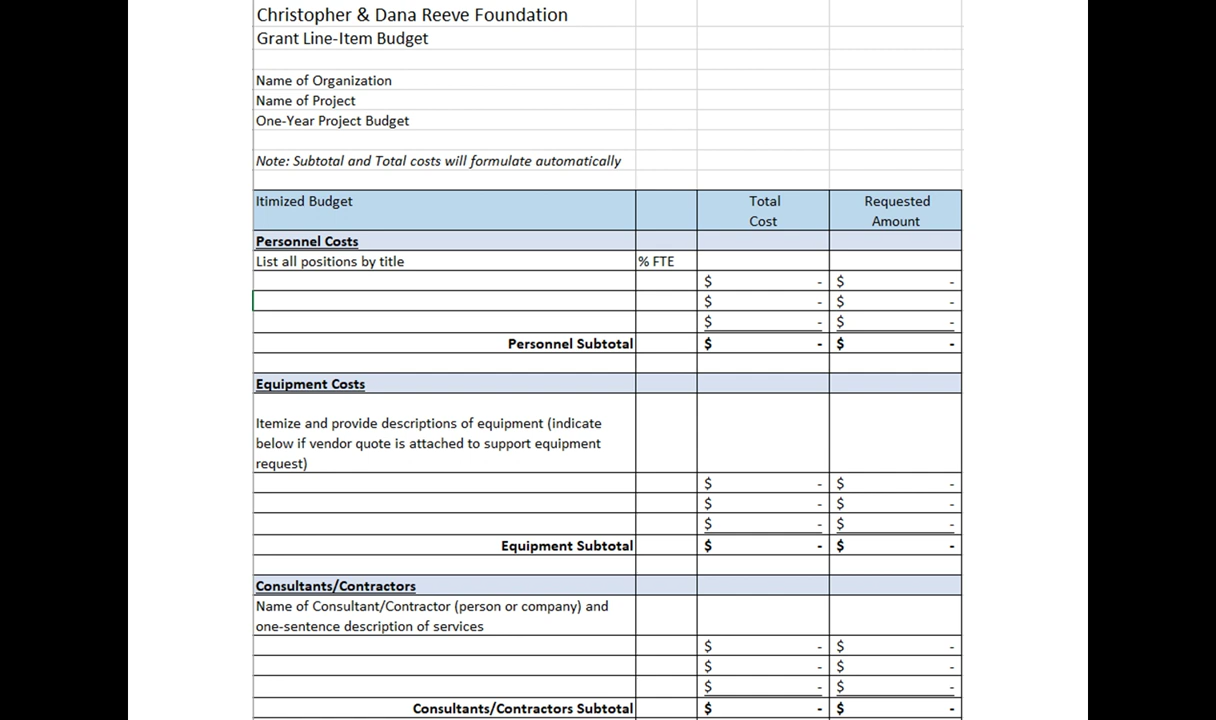 Christopher & Dana Reeve Foundation
Grant Line-Item Budget
Name of Organization
Name of Project
One-Year Project Budget
Note: Subtotal and Total costs will formulate automatically
Itimized Budget Total Requested
Cost Amount
Personnel Costs
List all positions by title % FTE
$ - $ -
$ - $ -
$ - $ -
Personnel Subtotal $ - $ -
Equipment Costs
Itemize and provide descriptions of equipment (indicate
below if vendor quote is attached to support equipment
request)
$ - $ -
$ - $ -
$ - $ -
Equipment Subtotal $ - $ -
Consultants/Contractors
Name of Consultant/Contractor (person or company) and
one-sentence description of services
$ - $ -
$ - $ -
$ - $ -
Consultants/Contractors Subtotal $ - $ -